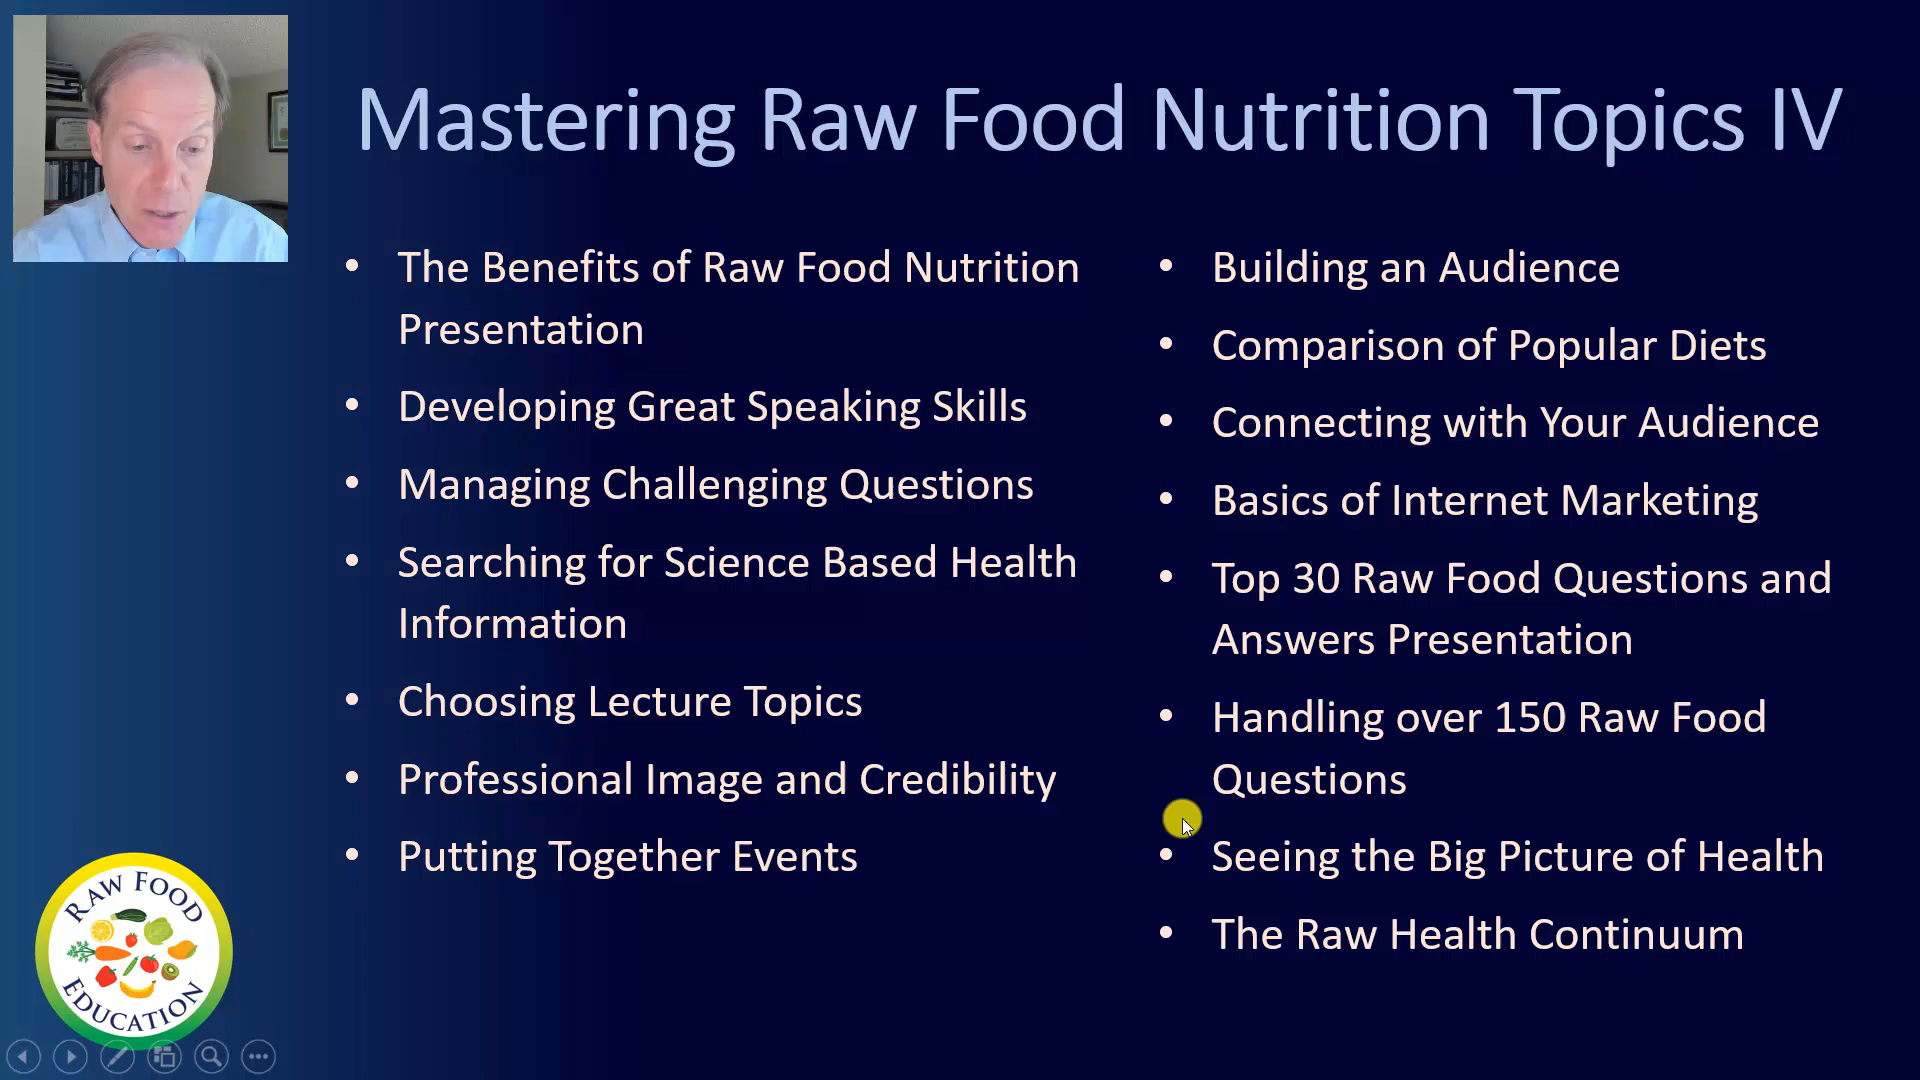 Mastering Raw Food Nutrition Topics IV
• The Benefits of Raw Food Nutrition
Presentation
• Developing Great Speaking Skills
• Managing Challenging Questions
• Searching for Science Based Health
Information
• Choosing Lecture Topics
• Professional Image and Credibility
• Putting Together Events
• Building an Audience
• Comparison of Popular Diets
• Connecting with Your Audience
• Basics of Internet Marketing
• Top 30 Raw Food Questions and
Answers Presentation
• Handling over 150 Raw Food
Questions
• Seeing the Big Picture of Health
• The Raw Health Continuum
RAW FOOD
EDUCATION